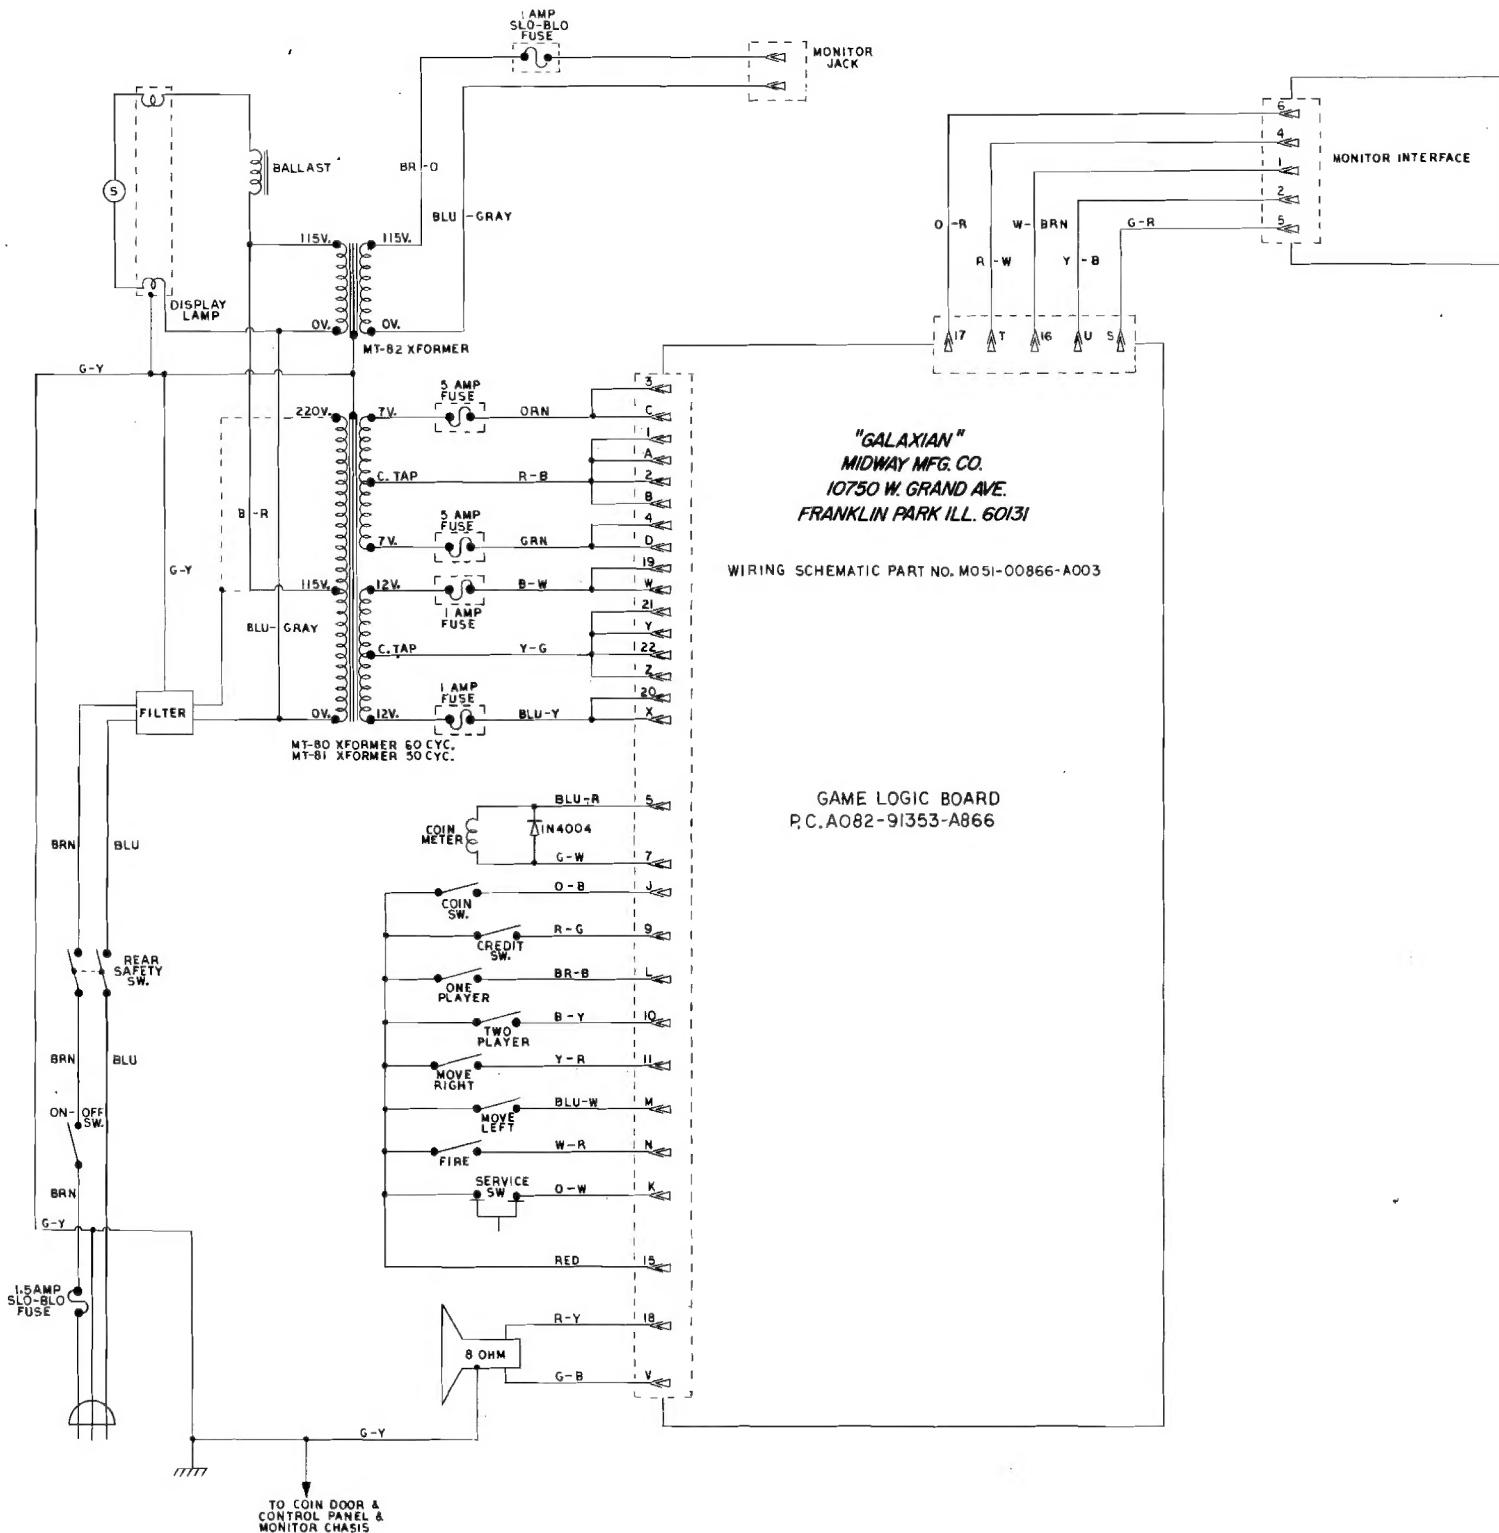 1 AMP
SLO-BLO
FUSE
MONITOR
JACK
BALLAST
S
BR-O
BLU-GRAY
115V.
115V.
DISPLAY
LAMP
0V.
0V.
MT-82 XFORMER
6
4
1
2
5
MONITOR INTERFACE
O-R
R-W
W-BRN
Y-B
G-R
17
T
16
U
S
G-Y
220V.
7V.
5 AMP
FUSE
ORN
3
C
1
A
C. TAP
R-B
2
B
B-R
5 AMP
FUSE
4
7V.
GRN
D
G-Y
19
115V.
12V.
B-W
W
1 AMP
FUSE
21
BLU-GRAY
Y
C. TAP
Y-G
22
Z
1 AMP
FUSE
20
FILTER
0V.
12V.
BLU-Y
X
MT-80 XFORMER 60 CYC.
MT-81 XFORMER 50 CYC.
"GALAXIAN"
MIDWAY MFG. CO.
10750 W. GRAND AVE.
FRANKLIN PARK ILL. 60131
WIRING SCHEMATIC PART NO. M051-00866-A003
GAME LOGIC BOARD
P.C. A082-91353-A866
BLU-R
5
COIN
METER
IN4004
G-W
7
BRN
BLU
O-B
J
COIN
SW.
R-G
9
CREDIT
SW.
REAR
SAFETY
SW.
BR-B
L
ONE
PLAYER
B-Y
10
TWO
PLAYER
BRN
BLU
Y-R
11
MOVE
RIGHT
ON-OFF
SW.
BLU-W
M
MOVE
LEFT
W-R
N
FIRE
BRN
SERVICE
SW
O-W
K
G-Y
RED
15
1.5AMP
SLO-BLO
FUSE
R-Y
18
8 OHM
G-B
V
G-Y
TO COIN DOOR &
CONTROL PANEL &
MONITOR CHASIS